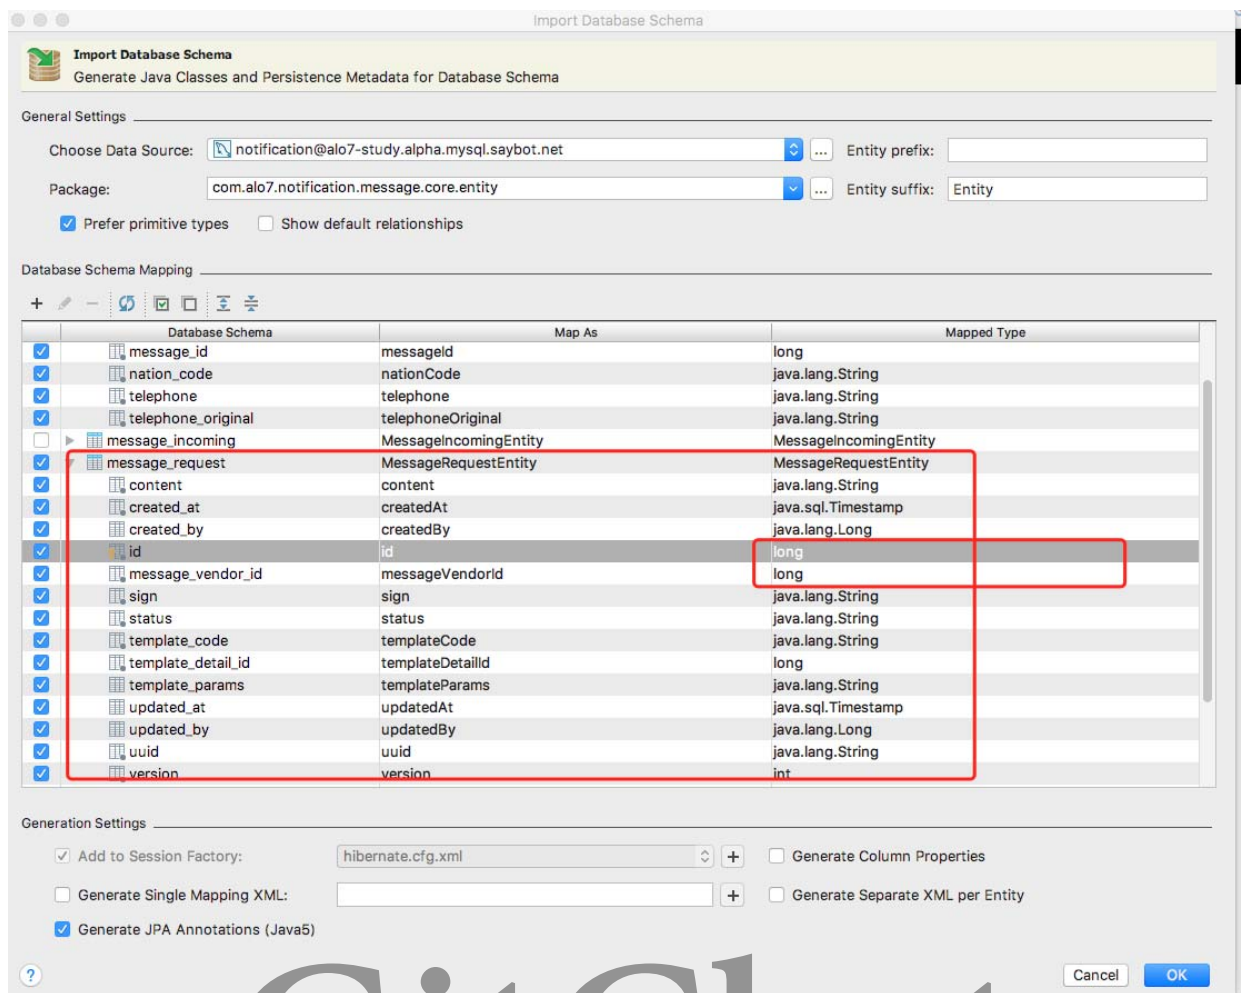 Import Database Schema
Import Database Schema
Generate Java Classes and Persistence Metadata for Database Schema
General Settings
Choose Data Source: notification@alo7-study.alpha.mysql.saybot.net ... Entity prefix:
Package: com.alo7.notification.message.core.entity ... Entity suffix: Entity
Prefer primitive types Show default relationships
Database Schema Mapping
Database Schema Map As Mapped Type
message_id messageId long
nation_code nationCode java.lang.String
telephone telephone java.lang.String
telephone_original telephoneOriginal java.lang.String
message_incoming MessageIncomingEntity MessageIncomingEntity
message_request MessageRequestEntity MessageRequestEntity
content content java.lang.String
created_at createdAt java.sql.Timestamp
created_by createdBy java.lang.Long
id id long
message_vendor_id messageVendorId long
sign sign java.lang.String
status status java.lang.String
template_code templateCode java.lang.String
template_detail_id templateDetailId long
template_params templateParams java.lang.String
updated_at updatedAt java.sql.Timestamp
updated_by updatedBy java.lang.Long
uuid uuid java.lang.String
version version int
Generation Settings
Add to Session Factory: hibernate.cfg.xml + Generate Column Properties
Generate Single Mapping XML: + Generate Separate XML per Entity
Generate JPA Annotations (Java5)
? Cancel OK